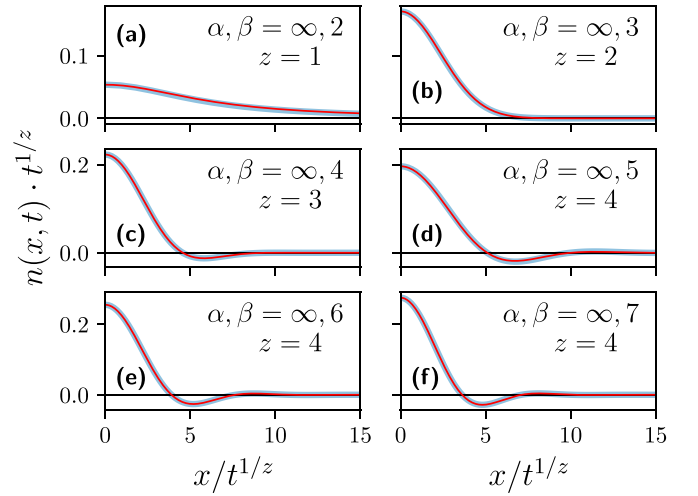 (a)
α, β = ∞, 2
z = 1
0.1
0.0
(b)
α, β = ∞, 3
z = 2
n(x, t) · t^{1/z}
(c)
α, β = ∞, 4
z = 3
0.2
0.0
(d)
α, β = ∞, 5
z = 4
(e)
α, β = ∞, 6
z = 4
0.2
0.0
0 5 10 15
x/t^{1/z}
(f)
α, β = ∞, 7
z = 4
0 5 10 15
x/t^{1/z}